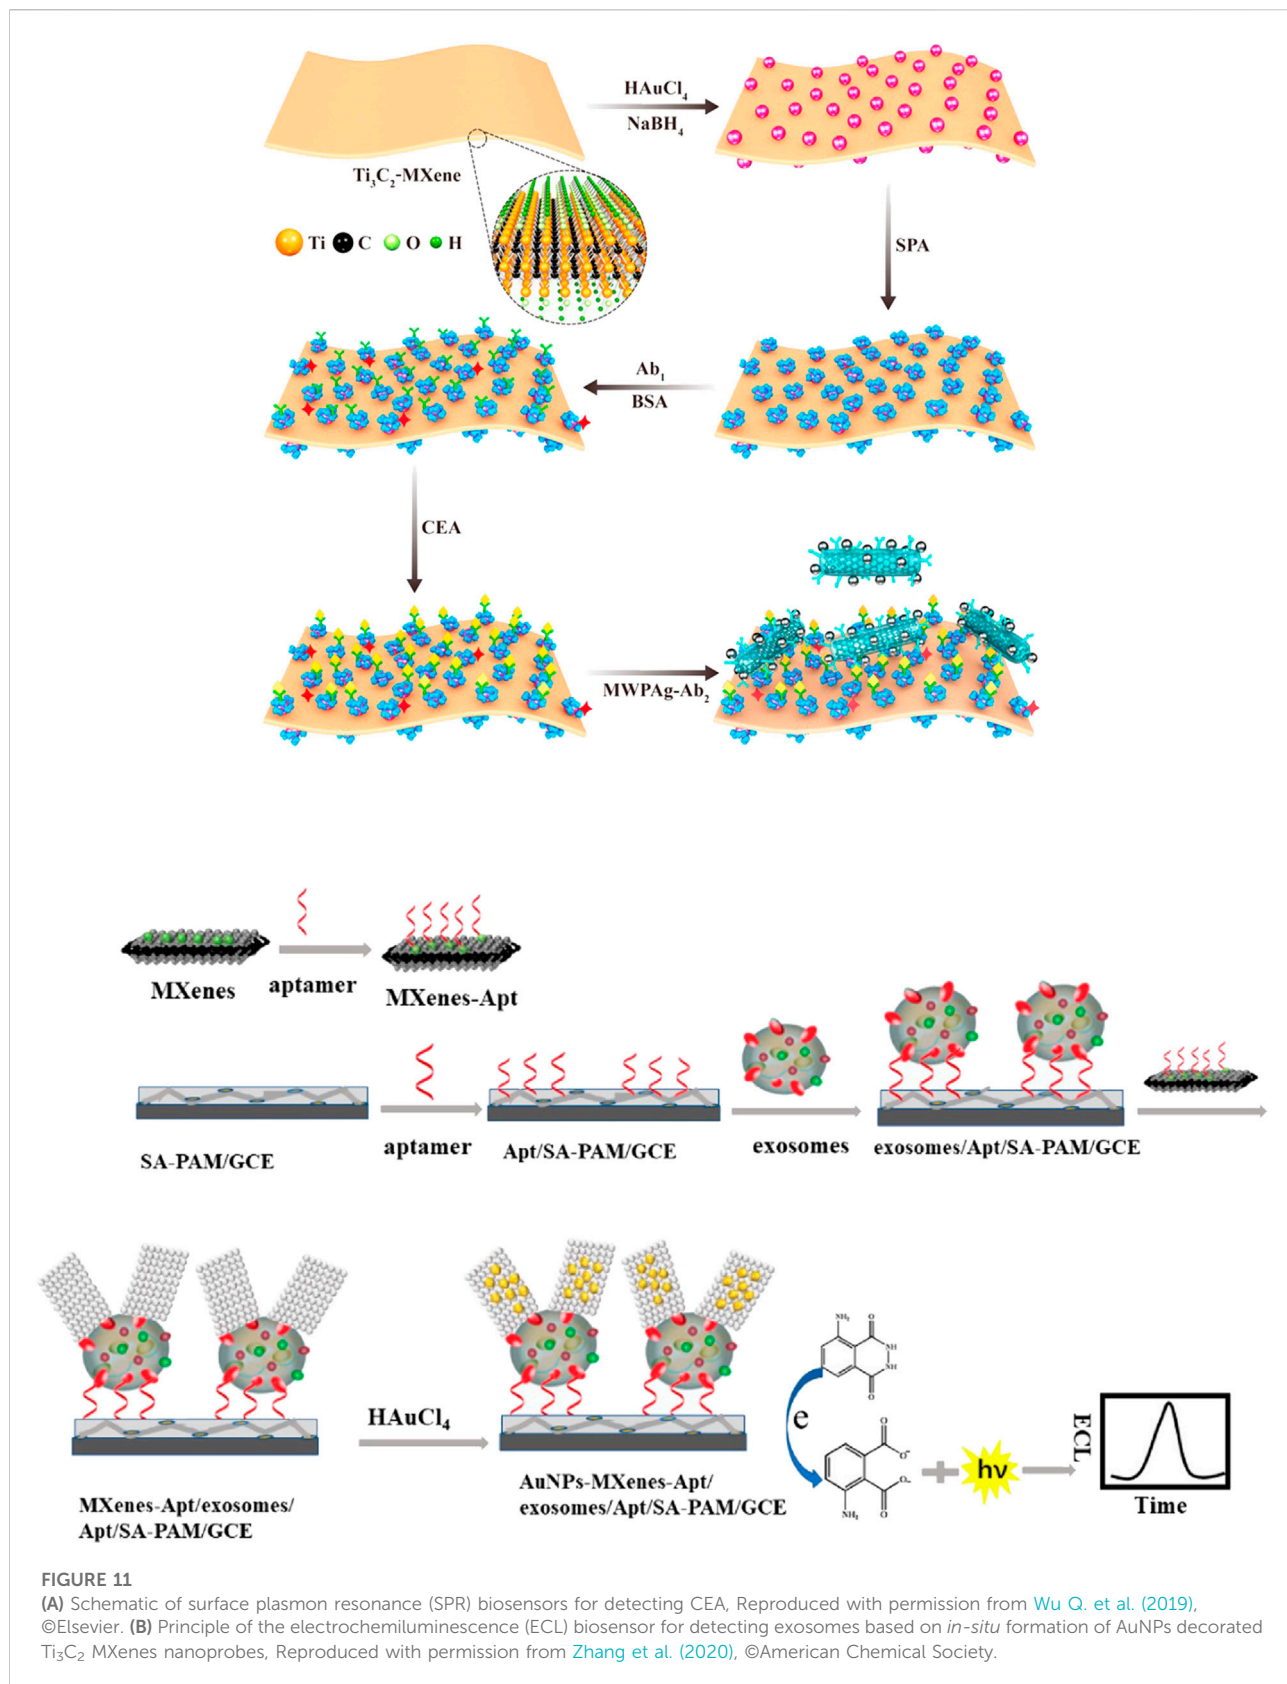 HAuCl₄
NaBH₄
Ti₃C₂-MXene
Ti C O H
SPA
Ab₁
BSA
CEA
MWPAg-Ab₂
MXenes
aptamer
MXenes-Apt
SA-PAM/GCE
aptamer
Apt/SA-PAM/GCE
exosomes
exosomes/Apt/SA-PAM/GCE
MXenes-Apt/exosomes/
Apt/SA-PAM/GCE
HAuCl₄
AuNPs-MXenes-Apt/
exosomes/Apt/SA-PAM/GCE
NH₂
O
NH
NH
O
e
O
O⁻
O⁻
O
NH₂
hν
ECL
Time
FIGURE 11
(A) Schematic of surface plasmon resonance (SPR) biosensors for detecting CEA, Reproduced with permission from Wu Q. et al. (2019),
©Elsevier. (B) Principle of the electrochemiluminescence (ECL) biosensor for detecting exosomes based on in-situ formation of AuNPs decorated
Ti₃C₂ MXenes nanoprobes, Reproduced with permission from Zhang et al. (2020), ©American Chemical Society.